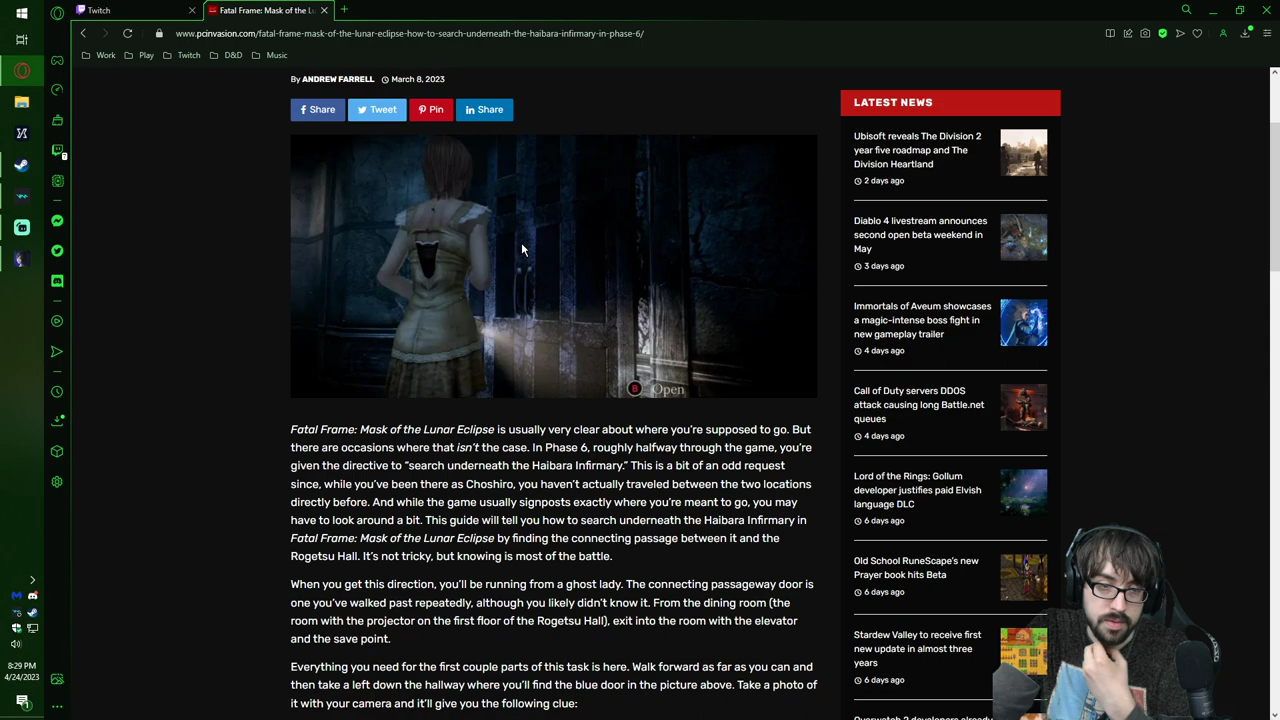 Twitch
Fatal Frame: Mask of the Lu
www.pcinvasion.com/fatal-frame-mask-of-the-lunar-eclipse-how-to-search-underneath-the-haibara-infirmary-in-phase-6/
Work Play Twitch D&D Music
By ANDREW FARRELL March 8, 2023
Share Tweet Pin Share
B Open
Fatal Frame: Mask of the Lunar Eclipse is usually very clear about where you're supposed to go. But
there are occasions where that isn't the case. In Phase 6, roughly halfway through the game, you're
given the directive to “search underneath the Haibara Infirmary.” This is a bit of an odd request
since, while you've been there as Choshiro, you haven't actually traveled between the two locations
directly before. And while the game usually signposts exactly where you're meant to go, you may
have to look around a bit. This guide will tell you how to search underneath the Haibara Infirmary in
Fatal Frame: Mask of the Lunar Eclipse by finding the connecting passage between it and the
Rogetsu Hall. It's not tricky, but knowing is most of the battle.
When you get this direction, you'll be running from a ghost lady. The connecting passageway door is
one you've walked past repeatedly, although you likely didn't know it. From the dining room (the
room with the projector on the first floor of the Rogetsu Hall), exit into the room with the elevator
and the save point.
Everything you need for the first couple parts of this task is here. Walk forward as far as you can and
then take a left down the hallway where you'll find the blue door in the picture above. Take a photo of
it with your camera and it'll give you the following clue:
LATEST NEWS
Ubisoft reveals The Division 2
year five roadmap and The
Division Heartland
2 days ago
Diablo 4 livestream announces
second open beta weekend in
May
3 days ago
Immortals of Aveum showcases
a magic-intense boss fight in
new gameplay trailer
4 days ago
Call of Duty servers DDOS
attack causing long Battle.net
queues
4 days ago
Lord of the Rings: Gollum
developer justifies paid Elvish
language DLC
6 days ago
Old School RuneScape's new
Prayer book hits Beta
6 days ago
Stardew Valley to receive first
new update in almost three
years
6 days ago
Overwatch 2 developers already
8:29 PM
4/24/2023